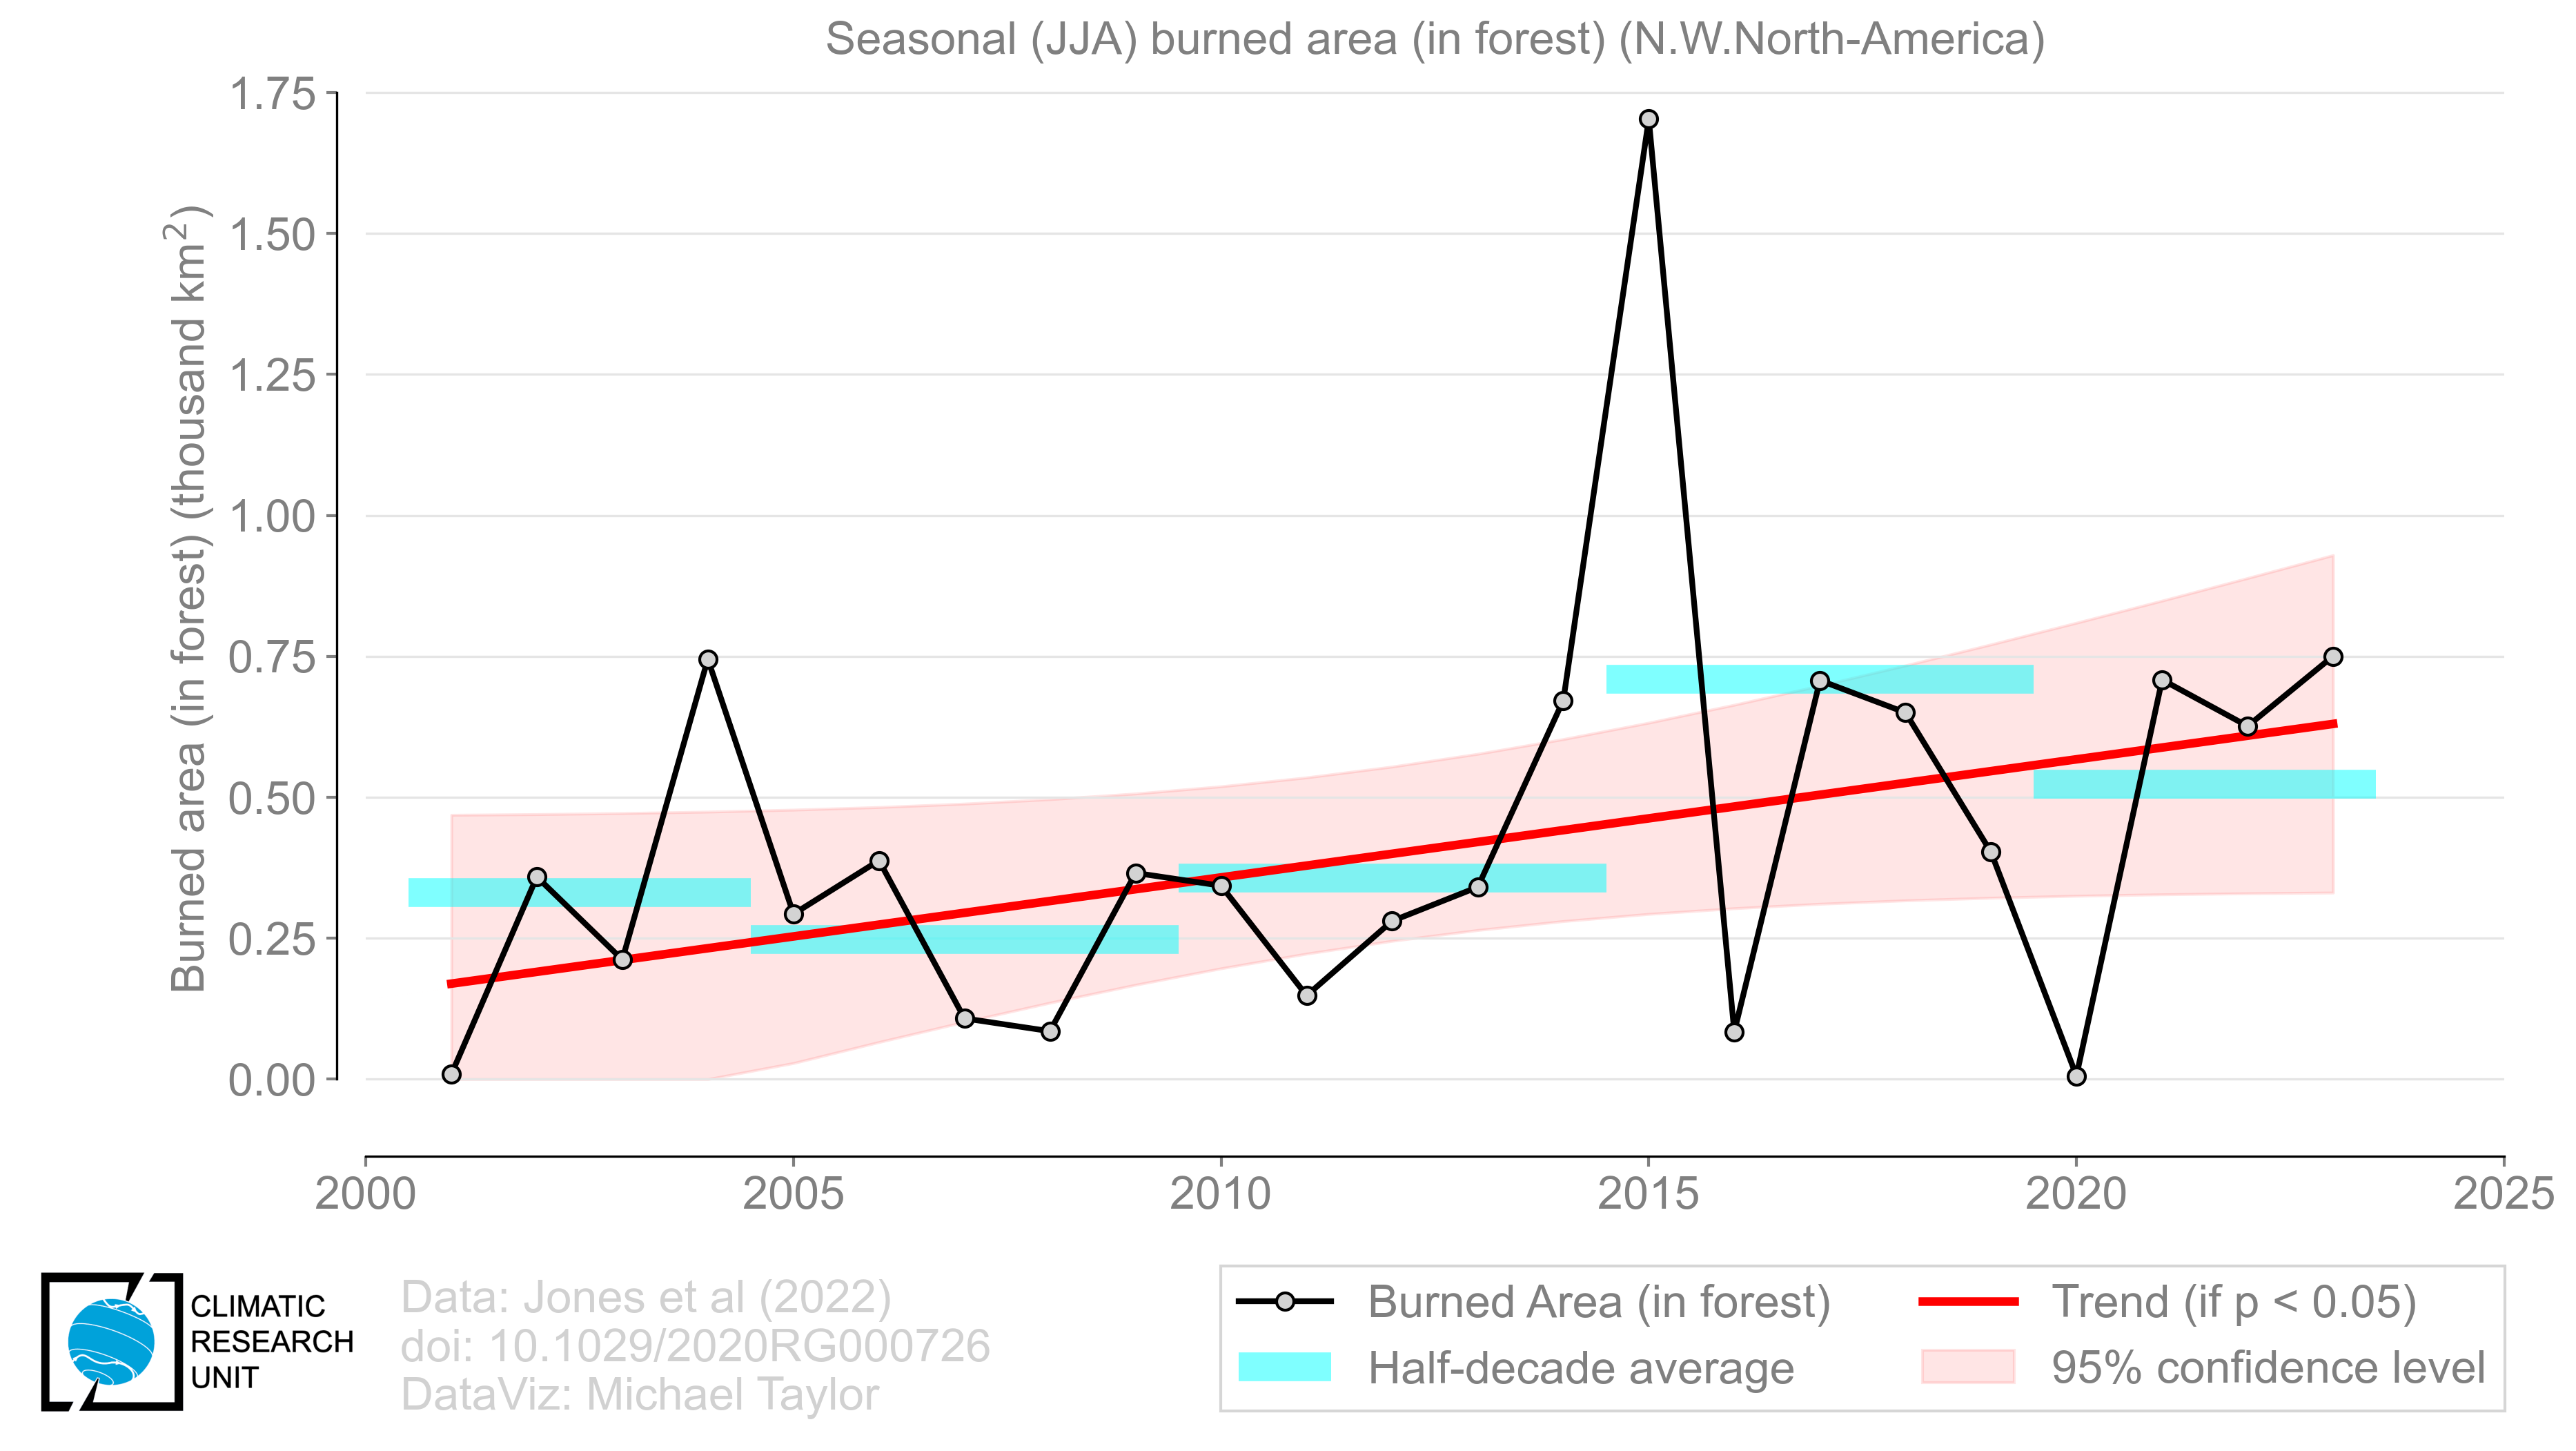 Seasonal (JJA) burned area (in forest) (N.W.North-America)
Burned area (in forest) (thousand km²)
1.75
1.50
1.25
1.00
0.75
0.50
0.25
0.00
2000 2005 2010 2015 2020 2025
CLIMATIC
RESEARCH
UNIT
Data: Jones et al (2022)
doi: 10.1029/2020RG000726
DataViz: Michael Taylor
Burned Area (in forest)
Half-decade average
Trend (if p < 0.05)
95% confidence level